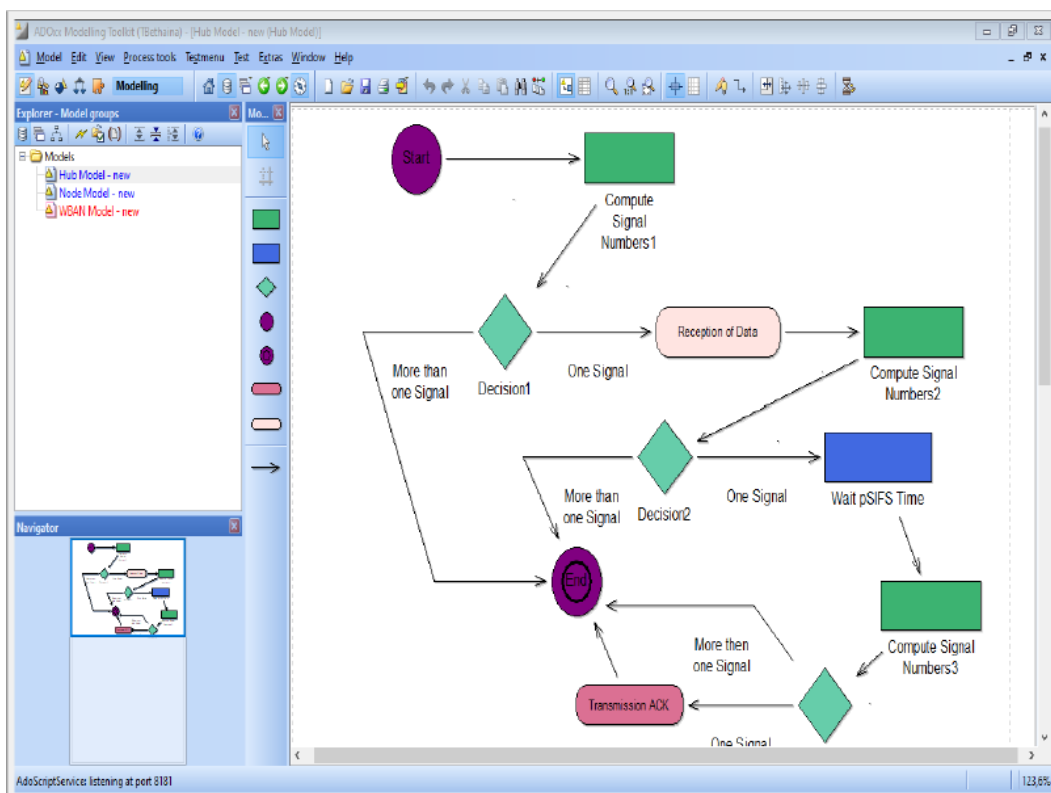 ADOxx Modelling Toolkit (TBethaina) - [Hub Model - new (Hub Model)]
Model Edit View Process tools Testmenu Test Extras Window Help
Modelling
Explorer - Model groups
Mo...
Models
Hub Model - new
Node Model - new
WBAN Model - new
Navigator
Start
Compute
Signal
Numbers1
More than
one Signal
Decision1
One Signal
Reception of Data
Compute Signal
Numbers2
More than
one Signal
Decision2
One Signal
Wait pSIFS Time
End
Compute Signal
Numbers3
More then
one Signal
Transmission ACK
One Signal
AdoScriptService: listening at port 8181
123,6%